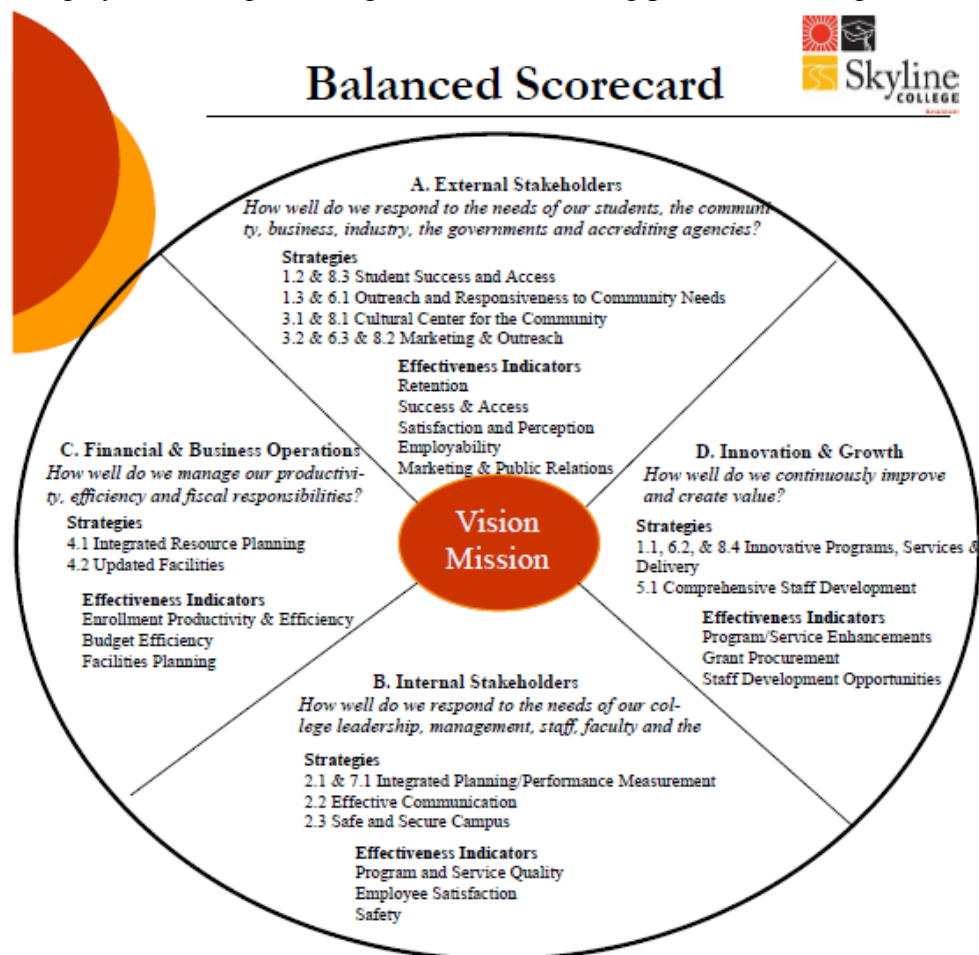 Balanced Scorecard
Skyline
COLLEGE
A. External Stakeholders
How well do we respond to the needs of our students, the communi-
ty, business, industry, the governments and accrediting agencies?
Strategies
1.2 & 8.3 Student Success and Access
1.3 & 6.1 Outreach and Responsiveness to Community Needs
3.1 & 8.1 Cultural Center for the Community
3.2 & 6.3 & 8.2 Marketing & Outreach
Effectiveness Indicators
Retention
Success & Access
Satisfaction and Perception
Employability
Marketing & Public Relations
C. Financial & Business Operations
How well do we manage our productivi-
ty, efficiency and fiscal responsibilities?
Strategies
4.1 Integrated Resource Planning
4.2 Updated Facilities
Effectiveness Indicators
Enrollment Productivity & Efficiency
Budget Efficiency
Facilities Planning
Vision
Mission
D. Innovation & Growth
How well do we continuously improve
and create value?
Strategies
1.1, 6.2, & 8.4 Innovative Programs, Services &
Delivery
5.1 Comprehensive Staff Development
Effectiveness Indicators
Program/Service Enhancements
Grant Procurement
Staff Development Opportunities
B. Internal Stakeholders
How well do we respond to the needs of our col-
lege leadership, management, staff, faculty and the
Strategies
2.1 & 7.1 Integrated Planning/Performance Measurement
2.2 Effective Communication
2.3 Safe and Secure Campus
Effectiveness Indicators
Program and Service Quality
Employee Satisfaction
Safety